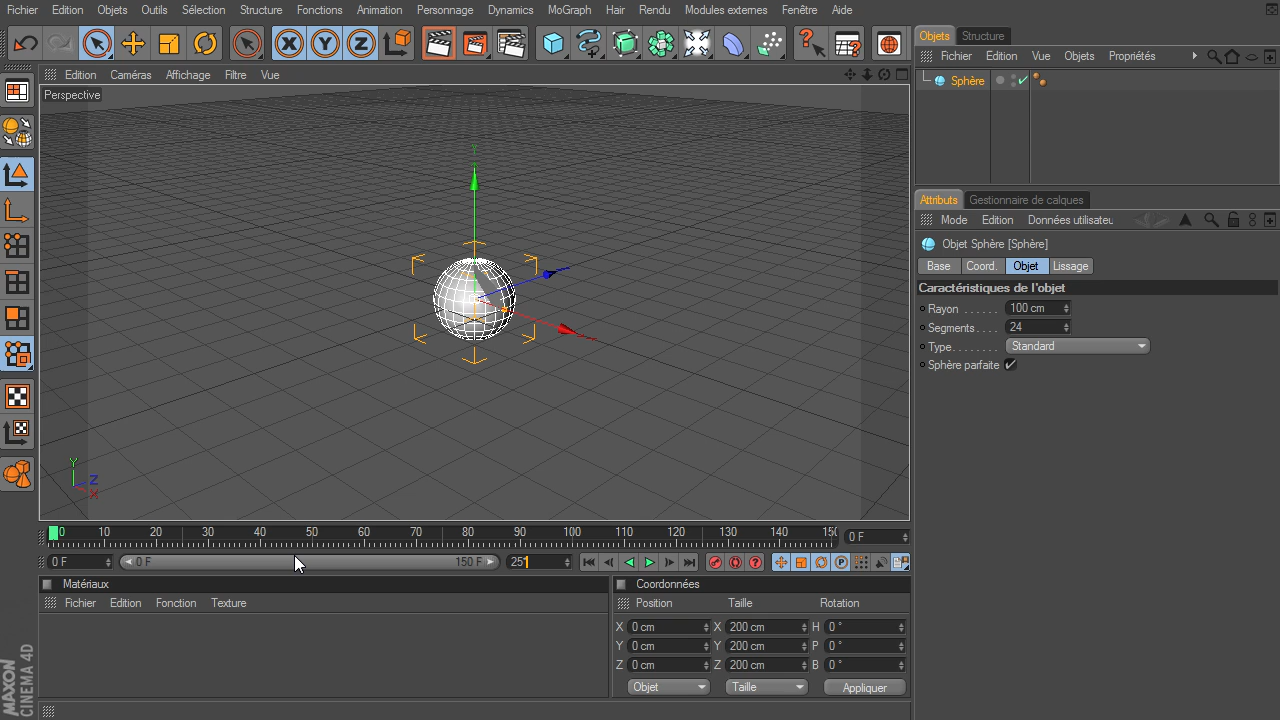 Fichier Edition Objets Outils Sélection Structure Fonctions Animation Personnage Dynamics MoGraph Hair Rendu Modules externes Fenêtre Aide
X Y Z
Edition Caméras Affichage Filtre Vue
Perspective
Y
Y
Z
X
0 10 20 30 40 50 60 70 80 90 100 110 120 130 140 15(
0 F
0 F
0 F 150 F
25
P
Matériaux
Fichier Edition Fonction Texture
Coordonnées
Position Taille Rotation
X 0 cm X 200 cm H 0 °
Y 0 cm Y 200 cm P 0 °
Z 0 cm Z 200 cm B 0 °
Objet Taille Appliquer
MAXON
CINEMA 4D
Objets Structure
Fichier Edition Vue Objets Propriétés
Sphère
Attributs Gestionnaire de calques
Mode Edition Données utilisateu
Objet Sphère [Sphère]
Base Coord. Objet Lissage
Caractéristiques de l'objet
Rayon . . . . . . 100 cm
Segments . . . . 24
Type. . . . . . . . Standard
Sphère parfaite